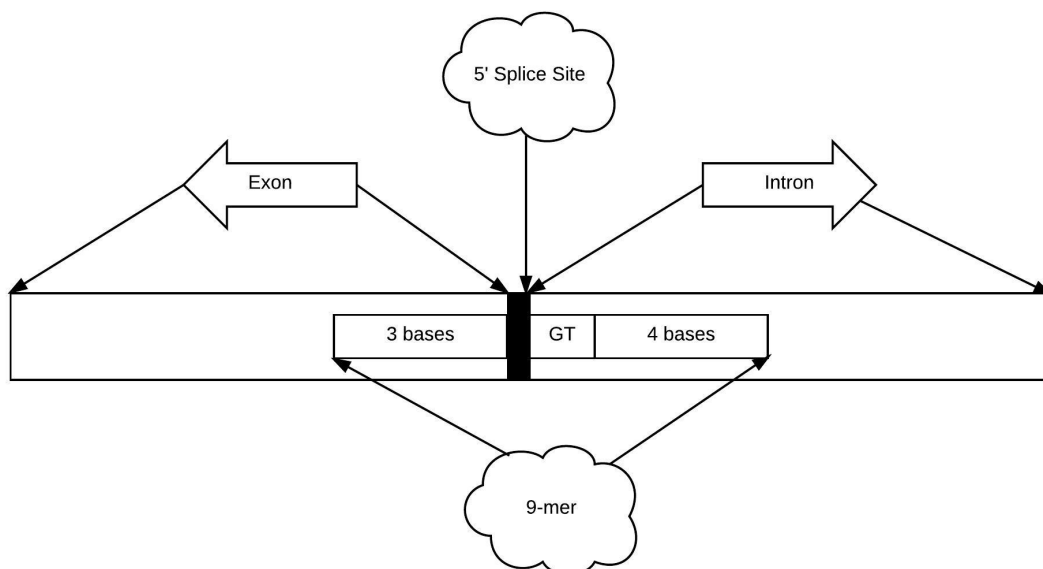 5' Splice Site
Exon
Intron
3 bases
GT
4 bases
9-mer